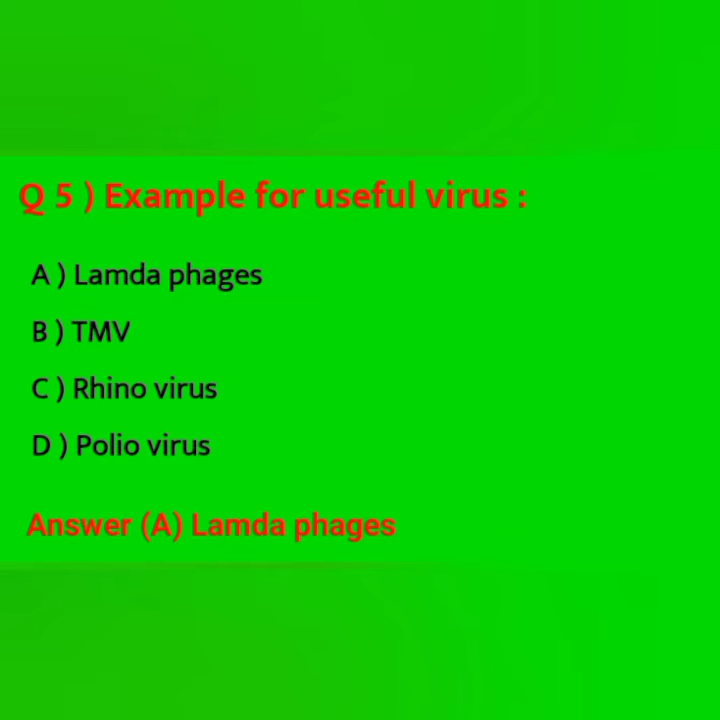 Q 5 ) Example for useful virus :
A ) Lamda phages
B ) TMV
C ) Rhino virus
D ) Polio virus
Answer (A) Lamda phages